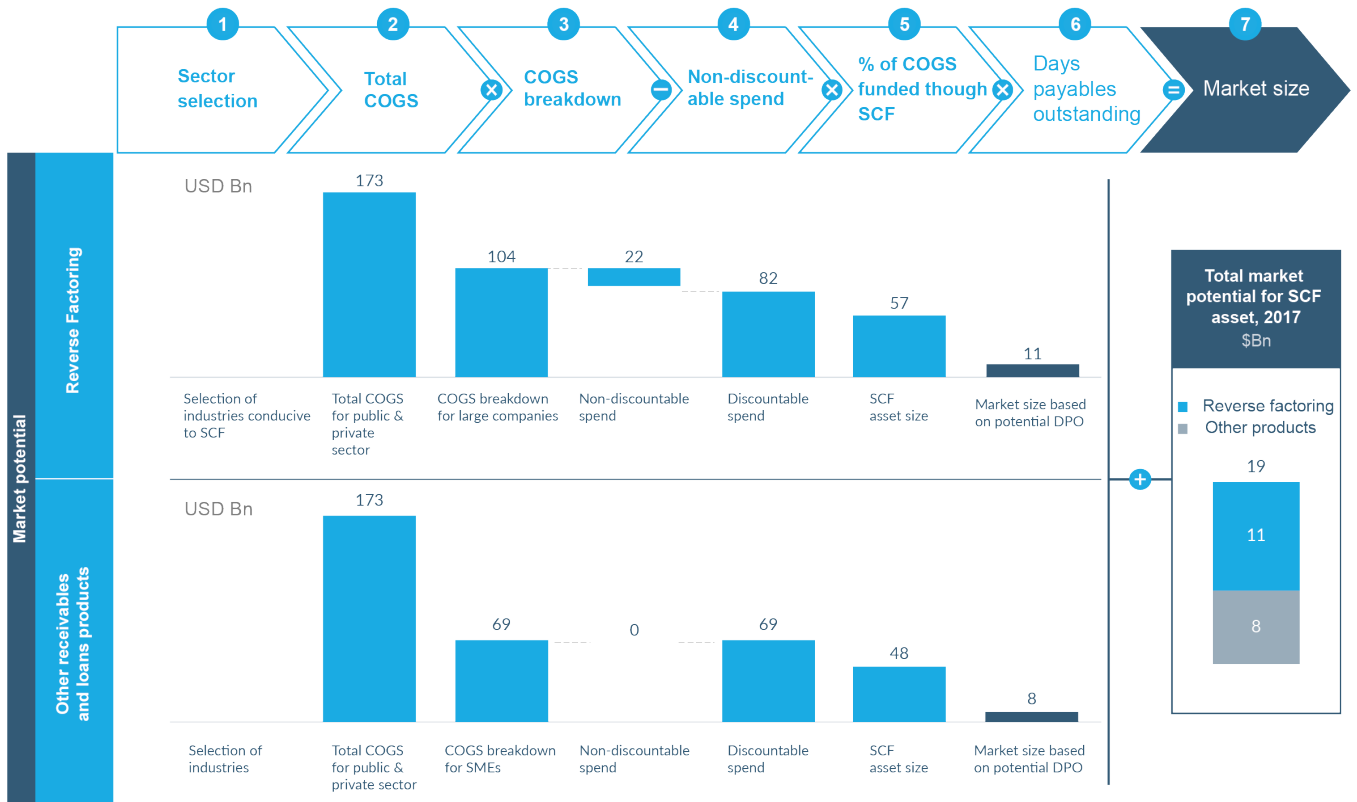 1
2
3
4
5
6
7
Sector
selection
Total
COGS
×
COGS
breakdown
−
Non-discount-
able spend
×
% of COGS
funded though
SCF
×
Days
payables
outstanding
=
Market size
Market potential
Reverse Factoring
USD Bn
173
104
22
82
57
11
Selection of
industries conducive
to SCF
Total COGS
for public &
private
sector
COGS breakdown
for large companies
Non-discountable
spend
Discountable
spend
SCF
asset size
Market size based
on potential DPO
Other receivables
and loans products
USD Bn
173
69
0
69
48
8
Selection of
industries
Total COGS
for public &
private sector
COGS breakdown
for SMEs
Non-discountable
spend
Discountable
spend
SCF
asset size
Market size based
on potential DPO
+
Total market
potential for SCF
asset, 2017
$Bn
Reverse factoring
Other products
19
11
8